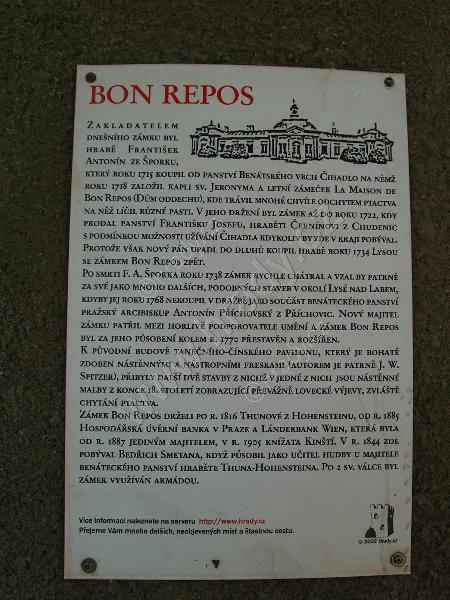 BON REPOS
Zakladatelem
dnešního zámku byl
hrabě František
Antonín ze Šporku,
který roku 1715 koupil od panství Benátského vrch Čihadlo na němž
roku 1718 založil kapli sv. Jeronyma a letní zámeček La Maison de
Bon Repos (Dům oddechu), kde trávil mnohé chvíle odchytem ptactva
na něž líčil různé pasti. V jeho držení byl zámek až do roku 1722, kdy
prodal panství Františku Josefu, hraběti Černínovi z Chudenic
s podmínkou možnosti užívání Čihadla kdykoliv bude v kraji pobýval.
Protože však nový pán upadl do dluhů koupil hrabě roku 1734 Lysou
se zámkem Bon Repos zpět.
Po smrti F. A. Šporka roku 1738 zámek rychle chátral a vzal by patrně
za své jako mnoho dalších, podobných staveb v okolí Lysé nad Labem,
kdyby jej roku 1768 nekoupil v dražbě jako součást benáteckého panství
pražský arcibiskup Antonín Příchovský z Příchovic. Nový majitel
zámku patřil mezi horlivé podporovatele umění a zámek Bon Repos
byl za jeho působení kolem r. 1770 přestavěn a rozšířen.
K původní budově tanečního-čínského pavilonu, který je bohatě
zdoben nástěnnými a nástropními freskami (autorem je patrně J. W.
Spitzer), přibyly další dvě stavby z nichž v jedné z nich jsou nástěnné
malby z konce 18. století zobrazující převážně lovecké výjevy, zvláště
chytání ptactva.
Zámek Bon Repos drželi po r. 1816 Thunové z Hohensteinu, od r. 1885
Hospodářská úvěrní banka v Praze a Länderbank Wien, která byla
od r. 1887 jediným majitelem, v r. 1905 knížata Kinští. V r. 1844 zde
pobýval Bedřich Smetana, když působil jako učitel hudby u majitele
benáteckého panství hraběte Thuna-Hohensteina. Po 2 sv. válce byl
zámek využíván armádou.
Více informací naleznete na serveru http://www.hrady.cz
Přejeme Vám mnoho dalších, neobjevených míst a šťastnou cestu.
© 2002 Hrady.cz